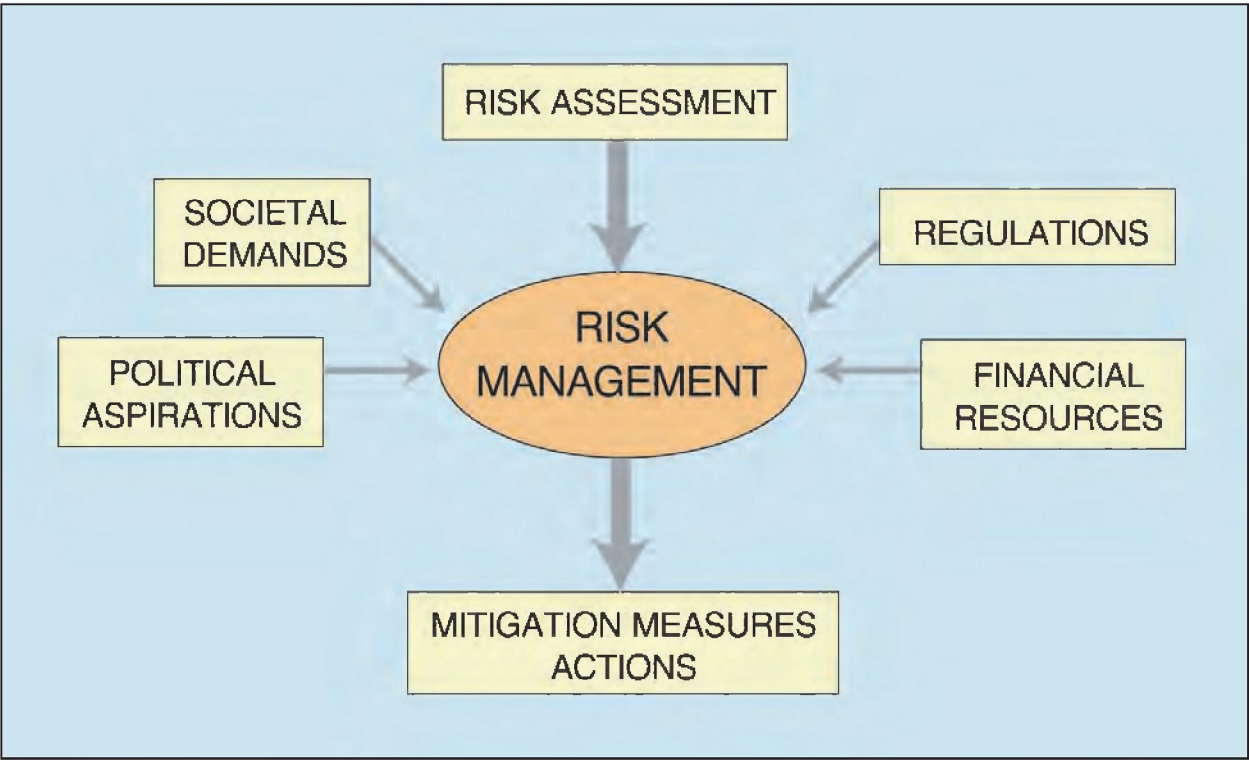 RISK ASSESSMENT
SOCIETAL
DEMANDS
REGULATIONS
RISK
MANAGEMENT
POLITICAL
ASPIRATIONS
FINANCIAL
RESOURCES
MITIGATION MEASURES
ACTIONS